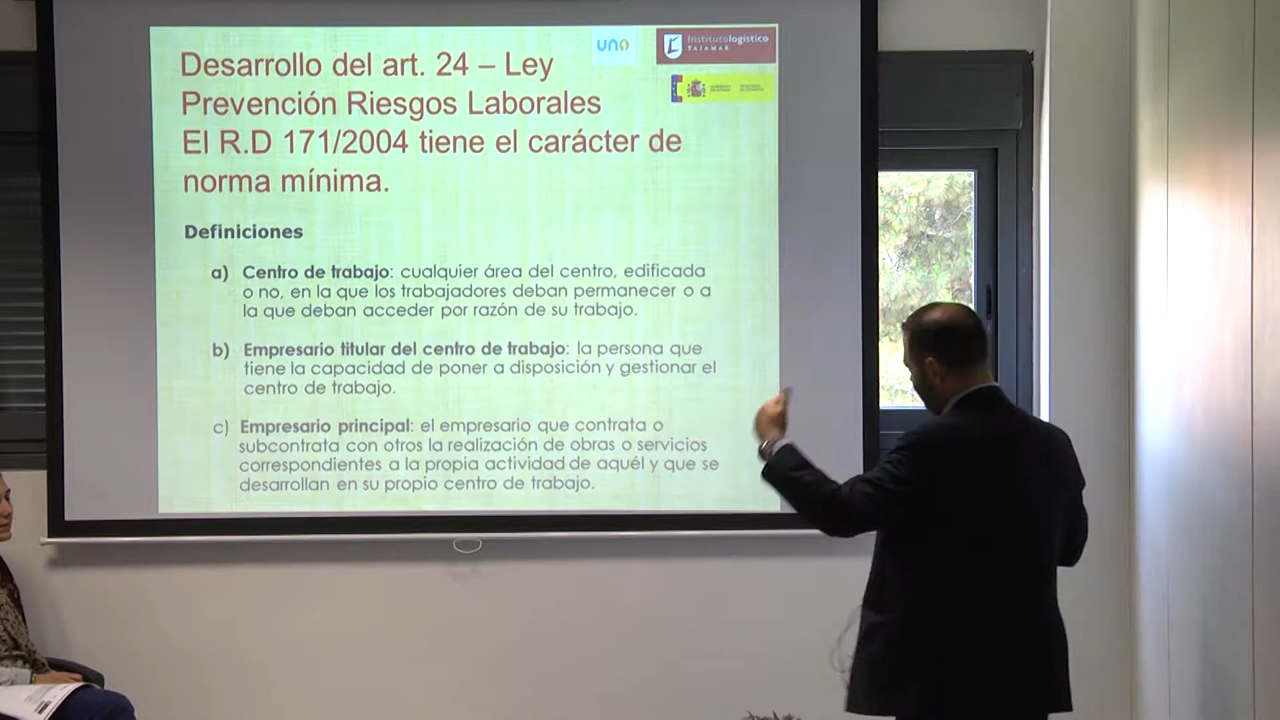 uno
Institutologístico
TAJAMAR
Desarrollo del art. 24 – Ley
Prevención Riesgos Laborales
El R.D 171/2004 tiene el carácter de
norma mínima.
Definiciones
a) Centro de trabajo: cualquier área del centro, edificada
o no, en la que los trabajadores deban permanecer o a
la que deban acceder por razón de su trabajo.
b) Empresario titular del centro de trabajo: la persona que
tiene la capacidad de poner a disposición y gestionar el
centro de trabajo.
c) Empresario principal: el empresario que contrata o
subcontrata con otros la realización de obras o servicios
correspondientes a la propia actividad de aquél y que se
desarrollan en su propio centro de trabajo.